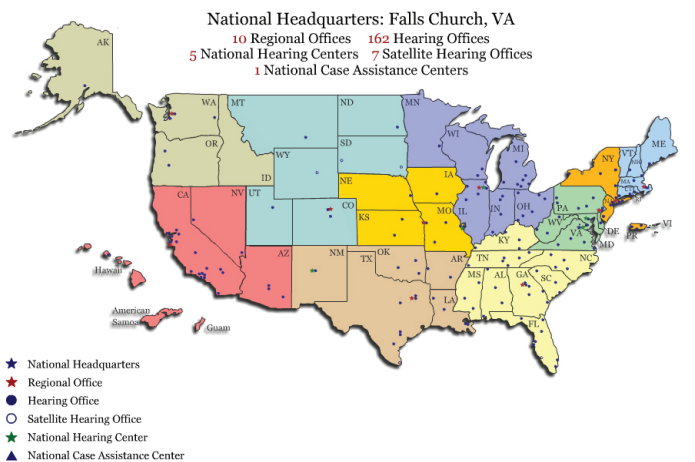 National Headquarters: Falls Church, VA
10 Regional Offices 162 Hearing Offices
5 National Hearing Centers 7 Satellite Hearing Offices
1 National Case Assistance Centers
AK
WA
MT
ND
MN
OR
ID
WY
SD
WI
MI
NY
VT
NH
ME
MA
CT
CA
NV
UT
CO
NE
KS
IA
MO
IL
IN
OH
PA
WV
VA
DE
MD
PR
VI
KY
AZ
NM
OK
TX
AR
LA
TN
NC
MS
AL
GA
SC
FL
Hawaii
American
Samoa
Guam
National Headquarters
Regional Office
Hearing Office
Satellite Hearing Office
National Hearing Center
National Case Assistance Center